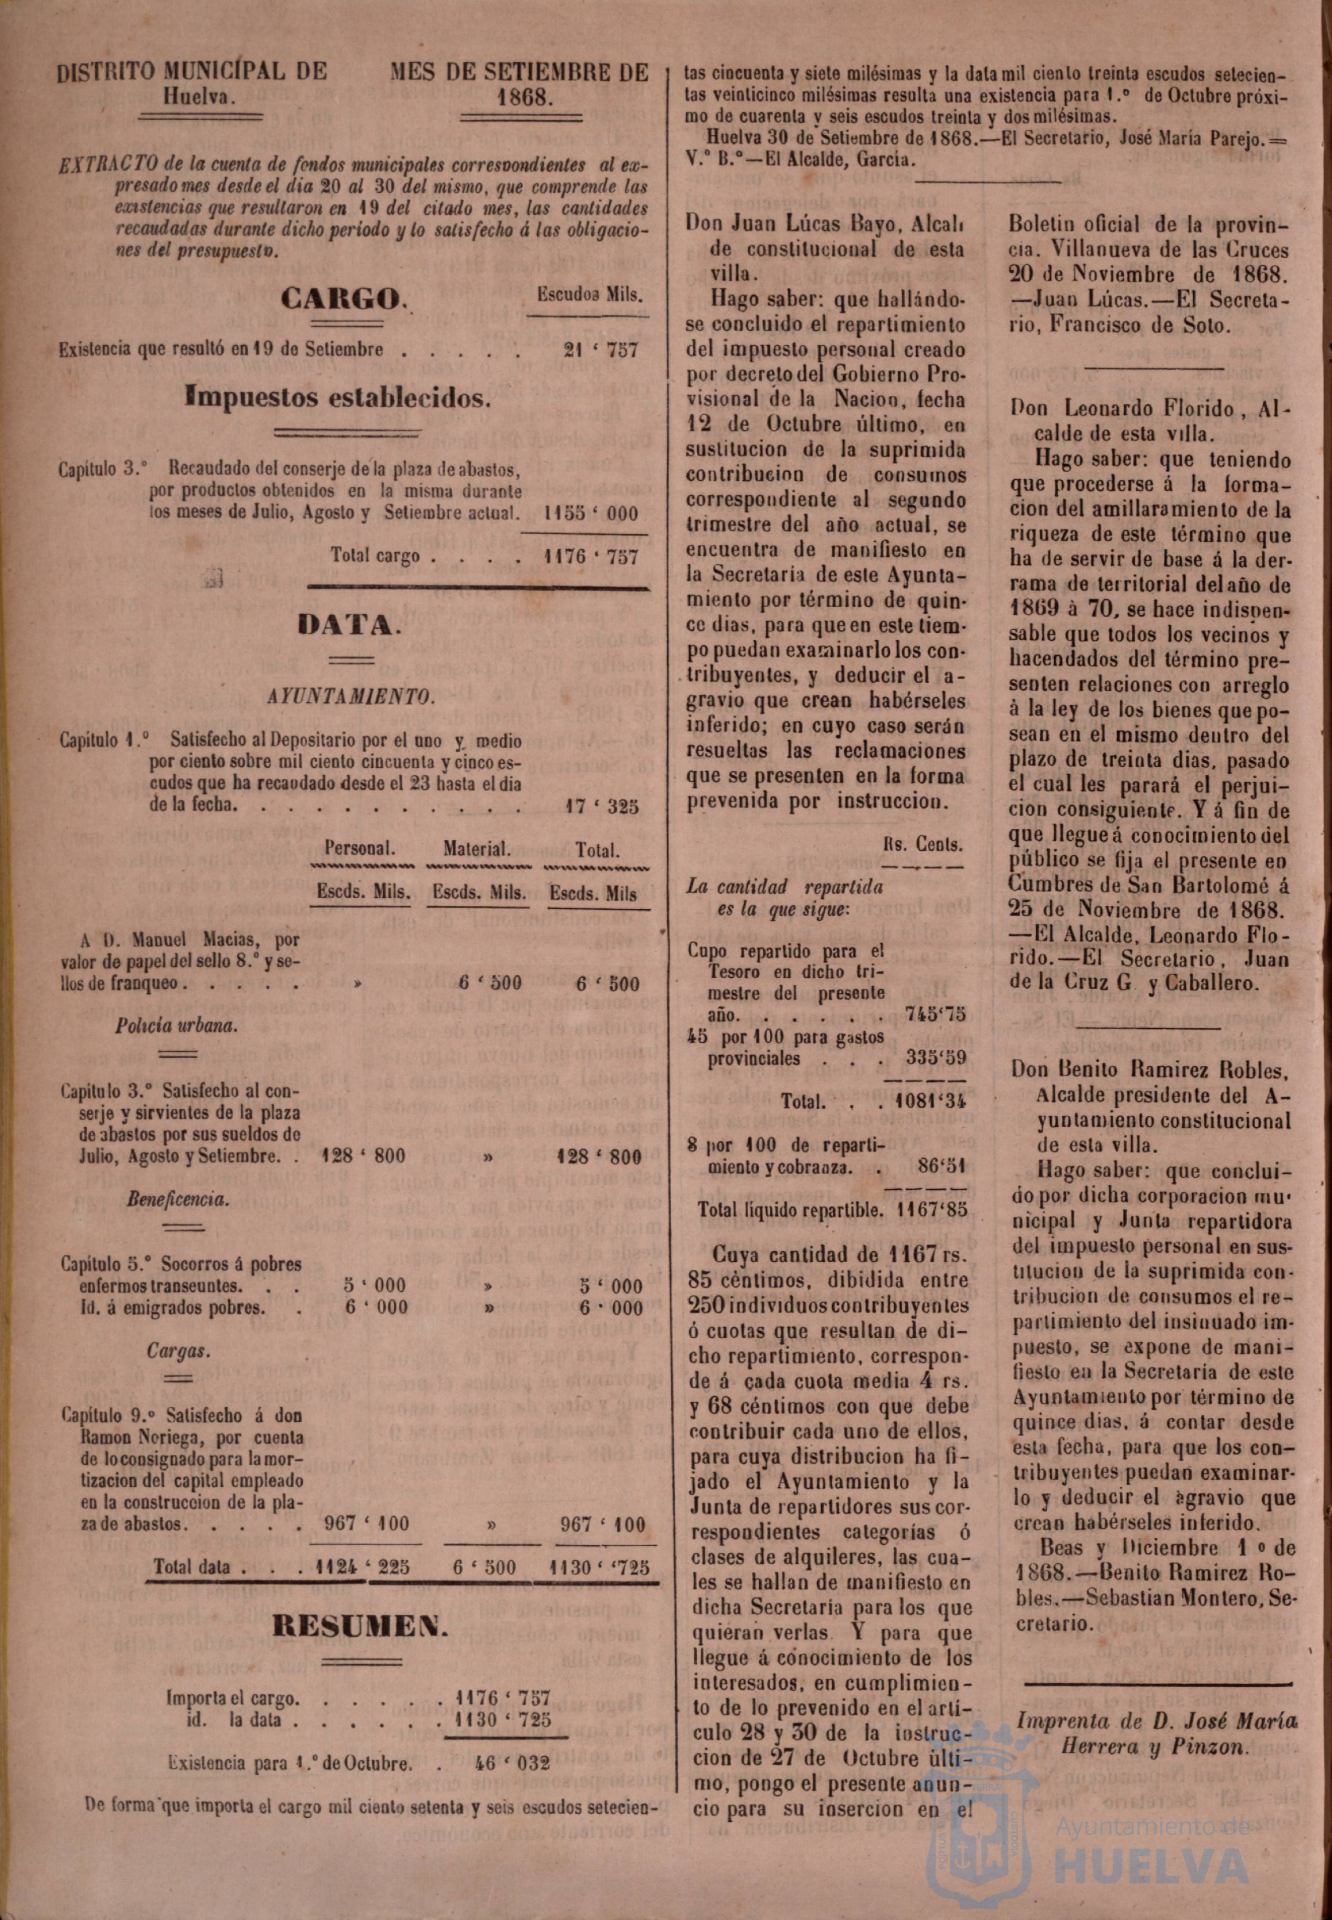 DISTRITO MUNICIPAL DE
Huelva.
MES DE SETIEMBRE DE
1868.
EXTRACTO de la cuenta de fondos municipales correspondientes al ex-
presado mes desde el dia 20 al 30 del mismo, que comprende las
existencias que resultaron en 19 del citado mes, las cantidades
recaudadas durante dicho período y lo satisfecho á las obligacio-
nes del presupuesto.
CARGO. Escudos Mils.
Existencia que resultó en 19 de Setiembre . . . . . 21 ‘ 757
Impuestos establecidos.
Capítulo 3.º Recaudado del conserje de la plaza de abastos,
por productos obtenidos en la misma durante
los meses de Julio, Agosto y Setiembre actual. 1155 ‘ 000
Total cargo . . . . 1176 ‘ 757
DATA.
AYUNTAMIENTO.
Capítulo 1.º Satisfecho al Depositario por el uno y medio
por ciento sobre mil ciento cincuenta y cinco es-
cudos que ha recaudado desde el 23 hasta el dia
de la fecha. . . . . . . . . . . 17 ‘ 325
Personal. Material. Total.
Escds. Mils. Escds. Mils. Escds. Mils
A D. Manuel Macias, por
valor de papel del sello 8.º y se-
llos de franqueo . . . . . » 6 ‘ 500 6 ‘ 500
Policía urbana.
Capítulo 3.º Satisfecho al con-
serje y sirvientes de la plaza
de abastos por sus sueldos de
Julio, Agosto y Setiembre. . 128 ‘ 800 » 128 ‘ 800
Beneficencia.
Capítulo 5.º Socorros á pobres
enfermos transeuntes. . . 5 ‘ 000 » 5 ‘ 000
Id. á emigrados pobres. . 6 ‘ 000 » 6 ‘ 000
Cargas.
Capítulo 9.º Satisfecho á don
Ramon Noriega, por cuenta
de lo consignado para la mor-
tizacion del capital empleado
en la construccion de la pla-
za de abastos. . . . . 967 ‘ 100 » 967 ‘ 100
Total data . . . 1124 ‘ 225 6 ‘ 500 1130 ‘ ‘725
RESUMEN.
Importa el cargo. . . . . . 1176 ‘ 757
id. la data . . . . . . . 1130 ‘ 725
Existencia para 1.º de Octubre. . 46 ‘ 032
De forma que importa el cargo mil ciento setenta y seis escudos setecien-
tas cincuenta y siete milésimas y la data mil ciento treinta escudos setecien-
tas veinticinco milésimas resulta una existencia para 1.º de Octubre próxi-
mo de cuarenta y seis escudos treinta y dos milésimas.
Huelva 30 de Setiembre de 1868.—El Secretario, José María Parejo.=
V.º B.º—El Alcalde, García.
Don Juan Lúcas Bayo, Alcal
de constitucional de esta
villa.
Hago saber: que hallándo-
se concluido el repartimiento
del impuesto personal creado
por decreto del Gobierno Pro-
visional de la Nacion, fecha
12 de Octubre último, en
sustitucion de la suprimida
contribucion de consumos
correspondiente al segundo
trimestre del año actual, se
encuentra de manifiesto en
la Secretaría de este Ayunta-
miento por término de quin-
ce dias, para que en este tiem-
po puedan examinarlo los con-
tribuyentes, y deducir el a-
gravio que crean habérseles
inferido; en cuyo caso serán
resueltas las reclamaciones
que se presenten en la forma
prevenida por instruccion.
Rs. Cents.
La cantidad repartida
es la que sigue:
Cupo repartido para el
Tesoro en dicho tri-
mestre del presente
año. . . . . . 745‘75
45 por 100 para gastos
provinciales . . . 335‘59
Total. . . 1081‘34
8 por 100 de reparti-
miento y cobranza. . 86‘51
Total líquido repartible. 1167‘85
Cuya cantidad de 1167 rs.
85 céntimos, dibidida entre
250 individuos contribuyentes
ó cuotas que resultan de di-
cho repartimiento, correspon-
de á cada cuota media 4 rs.
y 68 céntimos con que debe
contribuir cada uno de ellos,
para cuya distribucion ha fi-
jado el Ayuntamiento y la
Junta de repartidores sus cor-
respondientes categorías ó
clases de alquileres, las cua-
les se hallan de manifiesto en
dicha Secretaría para los que
quieran verlas. Y para que
llegue á conocimiento de los
interesados, en cumplimien-
to de lo prevenido en el artí-
culo 28 y 30 de la instruc-
cion de 27 de Octubre últi-
mo, pongo el presente anun-
cio para su insercion en el
Boletin oficial de la provin-
cia. Villanueva de las Cruces
20 de Noviembre de 1868.
—Juan Lúcas.—El Secreta-
rio, Francisco de Soto.
Don Leonardo Florido, Al-
calde de esta villa.
Hago saber: que teniendo
que procederse á la forma-
cion del amillaramiento de la
riqueza de este término que
ha de servir de base á la der-
rama de territorial del año de
1869 à 70, se hace indispen-
sable que todos los vecinos y
hacendados del término pre-
senten relaciones con arreglo
à la ley de los bienes que po-
sean en el mismo dentro del
plazo de treinta dias, pasado
el cual les parará el perjui-
cion consiguiente. Y á fin de
que llegue á conocimiento del
público se fija el presente en
Cumbres de San Bartolomé á
25 de Noviembre de 1868.
—El Alcalde, Leonardo Flo-
rido.—El Secretario, Juan
de la Cruz G. y Caballero.
Don Benito Ramirez Robles,
Alcalde presidente del A-
yuntamiento constitucional
de esta villa.
Hago saber: que conclui-
do por dicha corporacion mu-
nicipal y Junta repartidora
del impuesto personal en sus-
titucion de la suprimida con-
tribucion de consumos el re-
partimiento del insinuado im-
puesto, se expone de mani-
fiesto en la Secretaría de este
Ayuntamiento por término de
quince dias, á contar desde
esta fecha, para que los con-
tribuyentes puedan examinar-
lo y deducir el agravio que
crean habérseles inferido.
Beas y Diciembre 1 º de
1868.—Benito Ramirez Ro-
bles.—Sebastian Montero, Se-
cretario.
Imprenta de D. José María
Herrera y Pinzon.
Ayuntamiento de
HUELVA